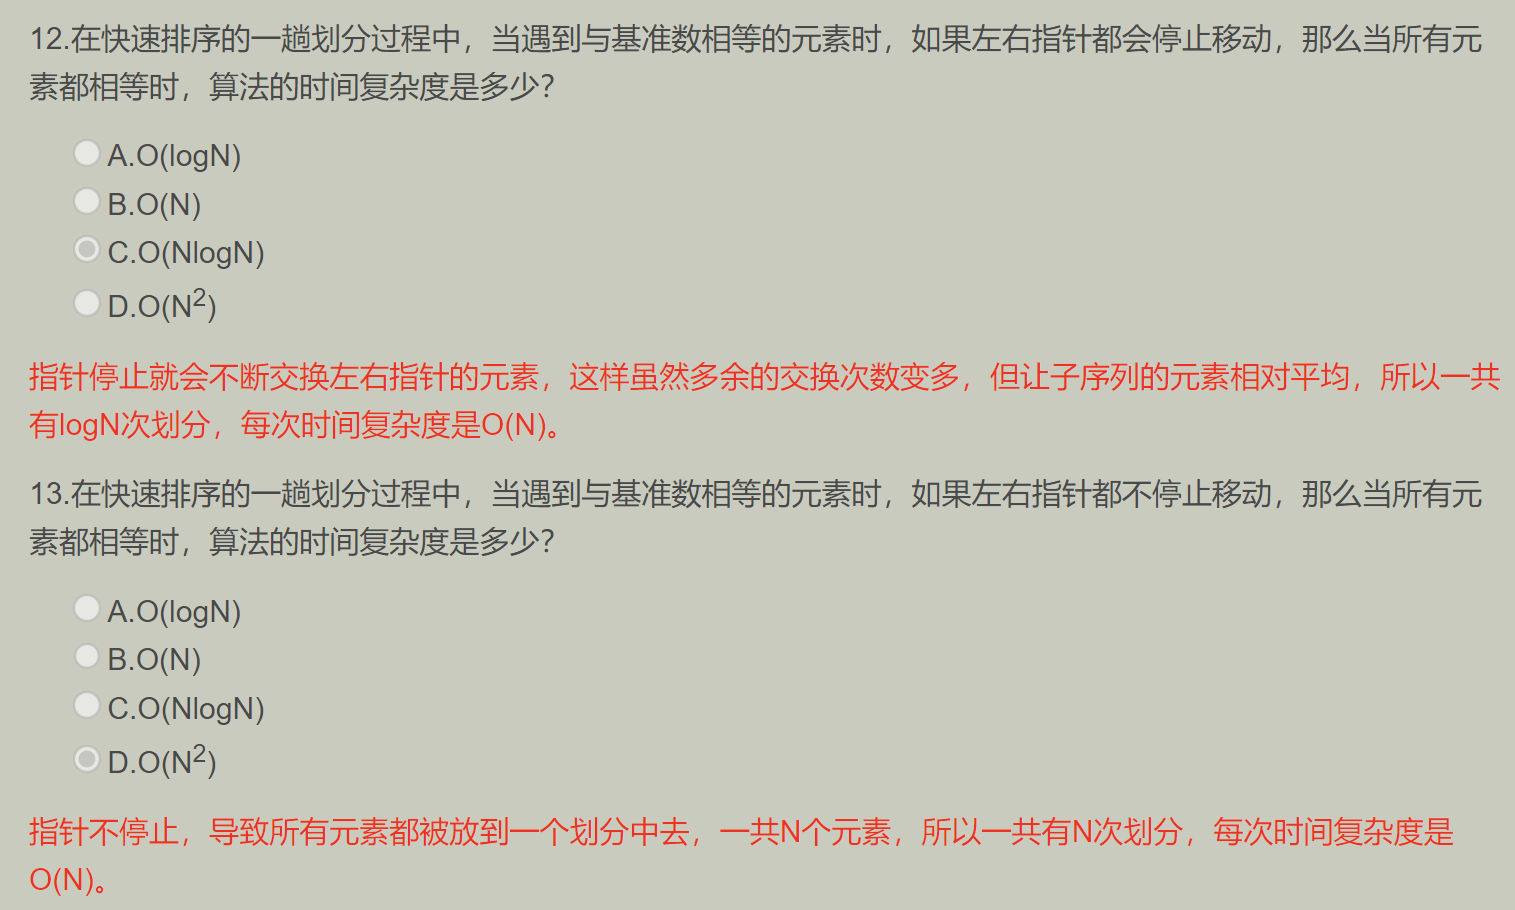 12.在快速排序的一趟划分过程中，当遇到与基准数相等的元素时，如果左右指针都会停止移动，那么当所有元
素都相等时，算法的时间复杂度是多少？
A.O(logN)
B.O(N)
C.O(NlogN)
D.O(N²)
指针停止就会不断交换左右指针的元素，这样虽然多余的交换次数变多，但让子序列的元素相对平均，所以一共
有logN次划分，每次时间复杂度是O(N)。
13.在快速排序的一趟划分过程中，当遇到与基准数相等的元素时，如果左右指针都不停止移动，那么当所有元
素都相等时，算法的时间复杂度是多少？
A.O(logN)
B.O(N)
C.O(NlogN)
D.O(N²)
指针不停止，导致所有元素都被放到一个划分中去，一共N个元素，所以一共有N次划分，每次时间复杂度是
O(N)。